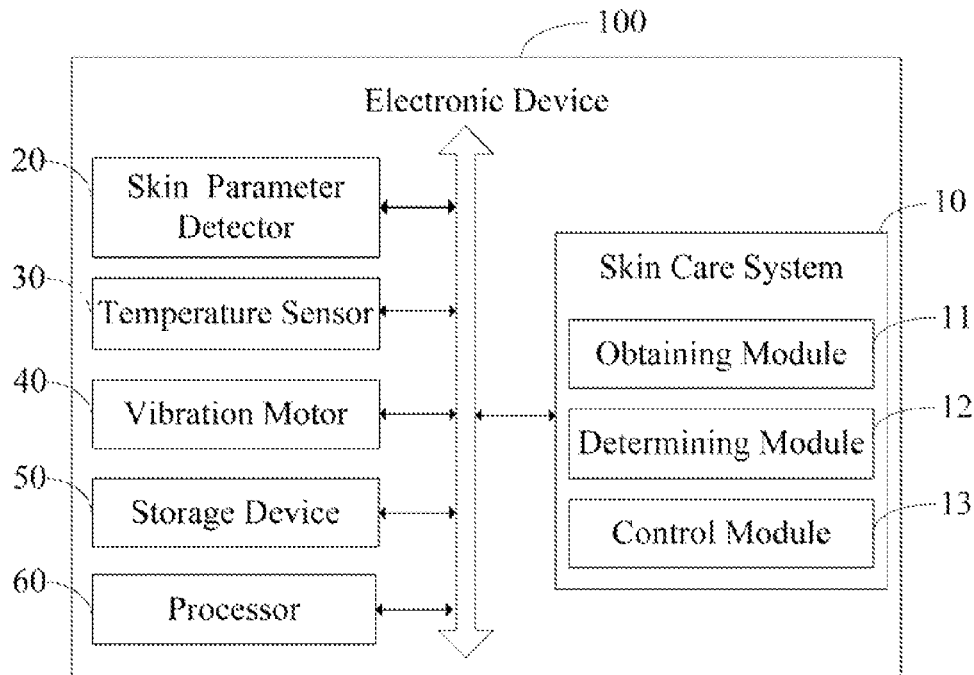 100
Electronic Device
20
Skin Parameter
Detector
10
Skin Care System
30
Temperature Sensor
11
Obtaining Module
40
Vibration Motor
12
Determining Module
50
Storage Device
13
Control Module
60
Processor